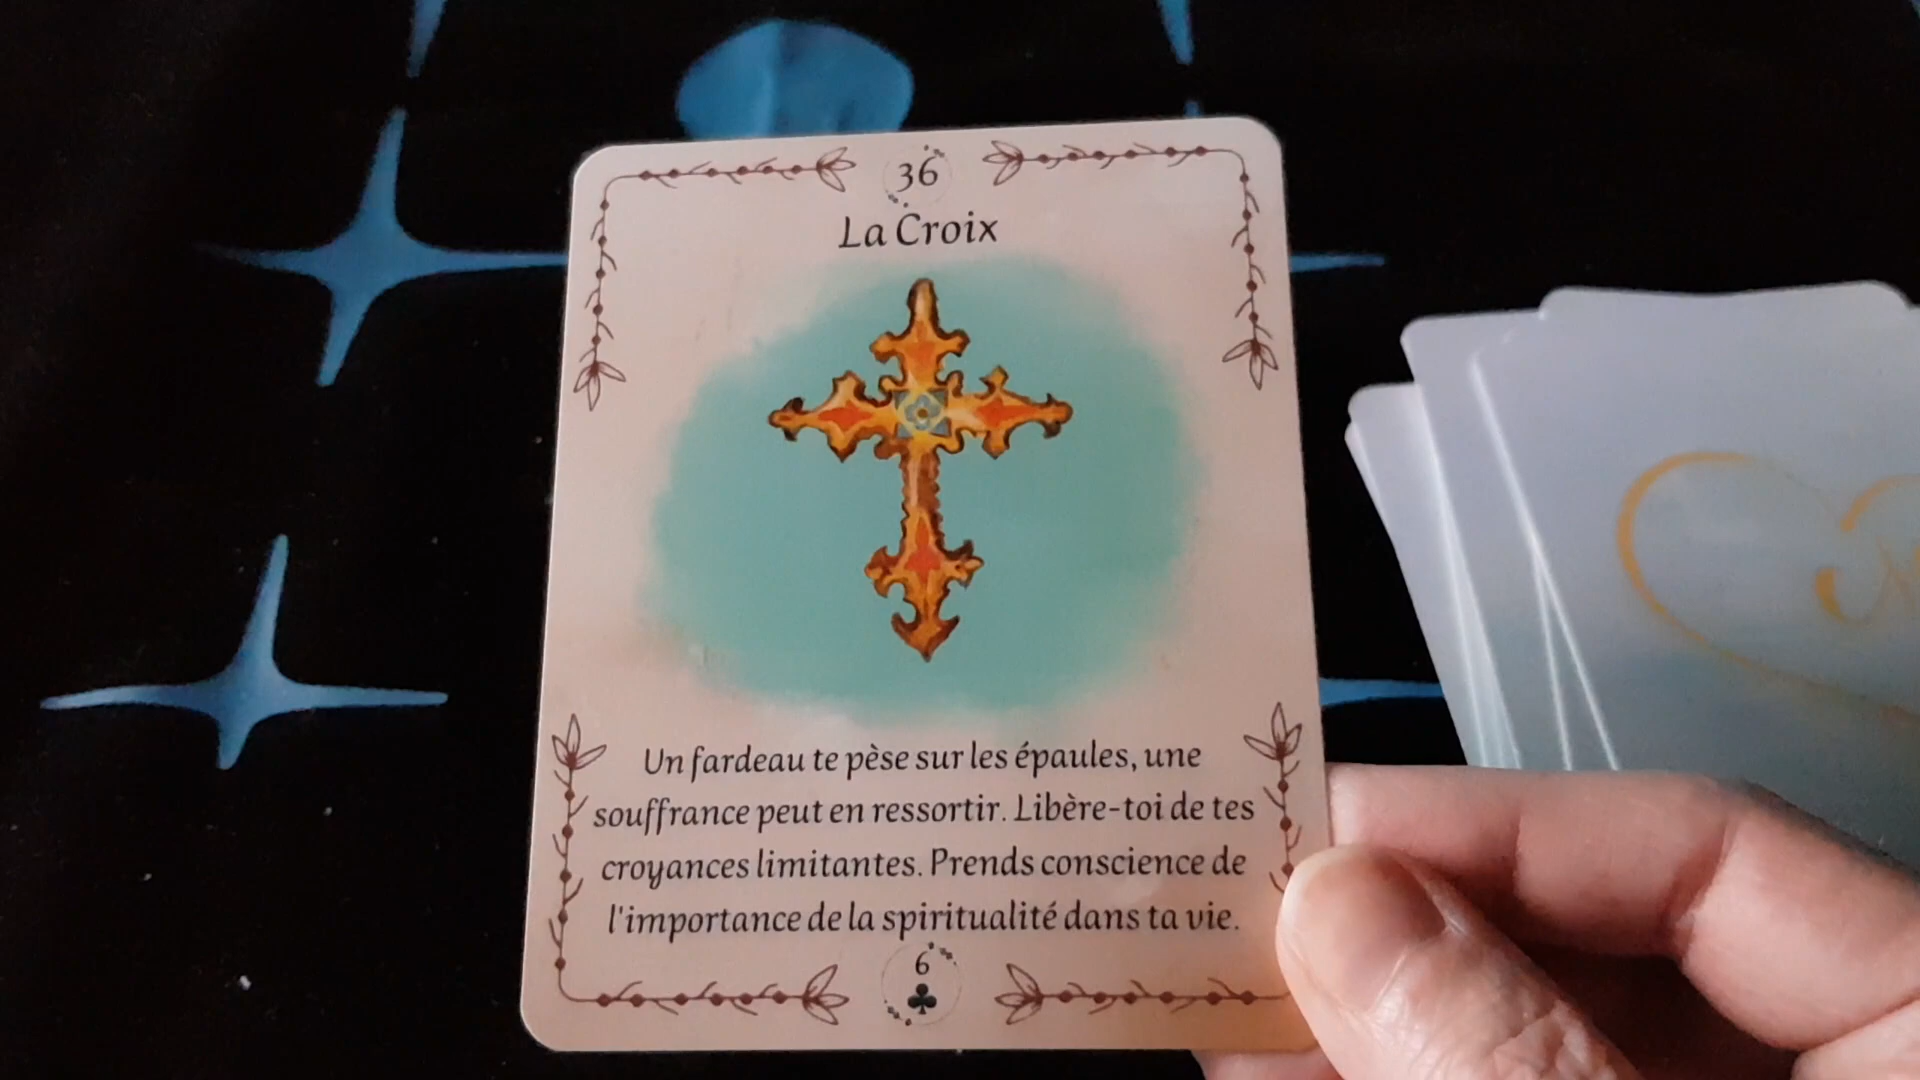 36
La Croix
Un fardeau te pèse sur les épaules, une
souffrance peut en ressortir. Libère-toi de tes
croyances limitantes. Prends conscience de
l'importance de la spiritualité dans ta vie.
6